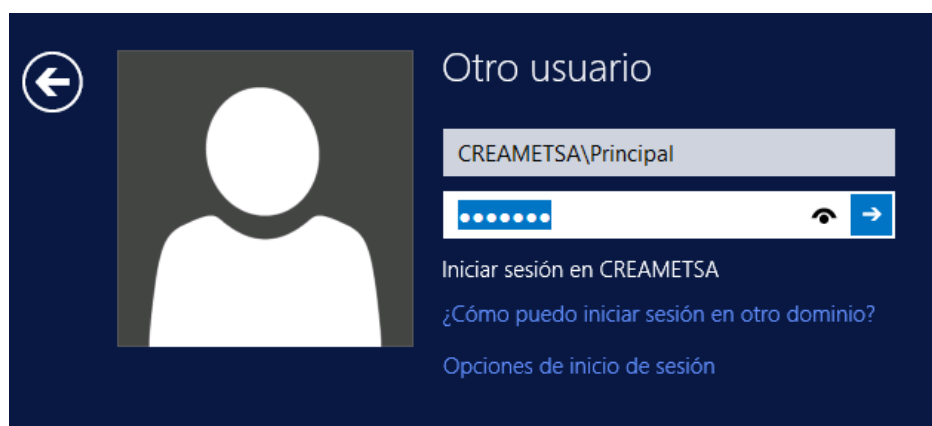 Otro usuario
CREAMETSA\Principal
•••••••
Iniciar sesión en CREAMETSA
¿Cómo puedo iniciar sesión en otro dominio?
Opciones de inicio de sesión